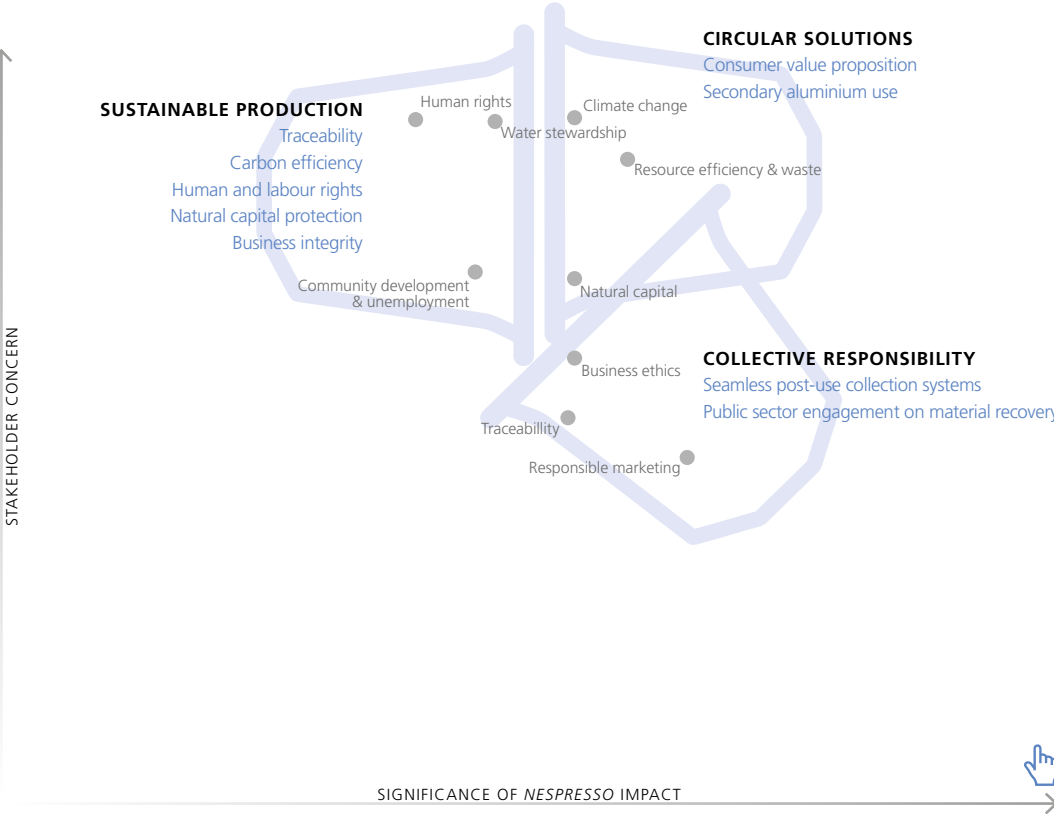 CIRCULAR SOLUTIONS
Consumer value proposition
Secondary aluminium use
SUSTAINABLE PRODUCTION
Traceability
Carbon efficiency
Human and labour rights
Natural capital protection
Business integrity
Human rights
Water stewardship
Climate change
Resource efficiency & waste
Community development
& unemployment
Natural capital
Business ethics
Traceabillity
Responsible marketing
COLLECTIVE RESPONSIBILITY
Seamless post-use collection systems
Public sector engagement on material recovery
STAKEHOLDER CONCERN
SIGNIFICANCE OF NESPRESSO IMPACT